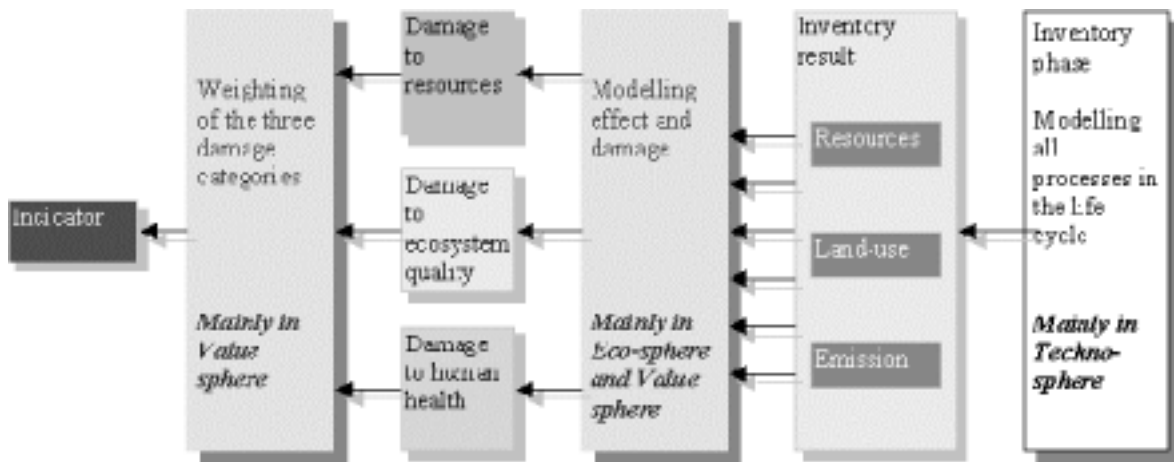 Indicator
Weighting
of the three
damage
categories
Mainly in
Value
sphere
Damage
to
resources
Damage
to
ecosystem
quality
Damage
to human
health
Modelling
effect and
damage
Mainly in
Eco-sphere
and Value
sphere
Inventory
result
Resources
Land-use
Emission
Inventory
phase
Modelling
all
processes in
the life
cycle
Mainly in
Techno-
sphere